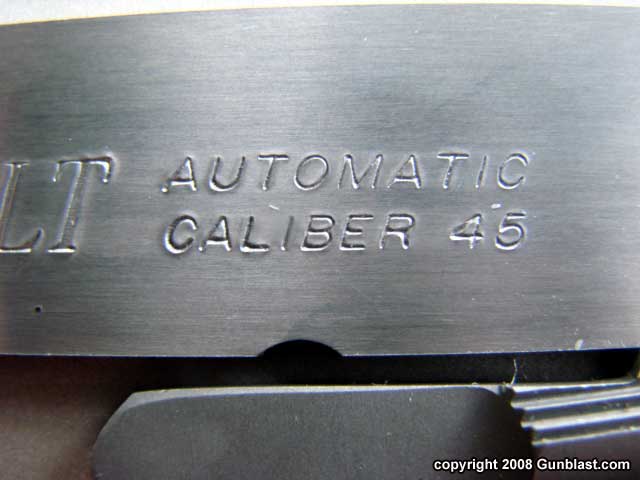 LT AUTOMATIC
CALIBER 45
copyright 2008 Gunblast.com